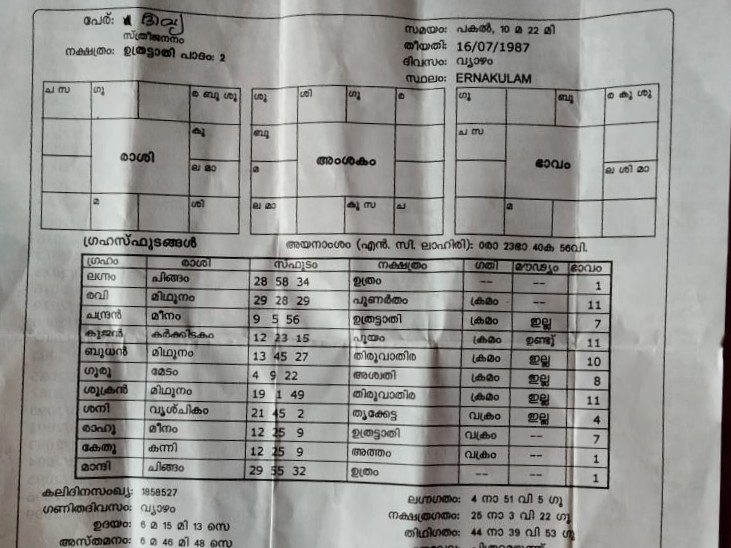 പേര്: ദിവ്യ
സ്ത്രീജനനം
നക്ഷത്രം: ഉത്രട്ടാതി പാദം: 2
സമയം: പകൽ, 10 മ 22 മി
തീയതി: 16/07/1987
ദിവസം: വ്യാഴം
സ്ഥലം: ERNAKULAM
ച സ ഗു ര ബു ശു
കു
രാശി
ല മാ
മ ശി
ശു ശി ഗു ര
ബു
അംശകം
മ
ല മാ കു സ ച
ഗു ബു ര കു ശു
ച സ
ഭാവം
ല ശി മാ
മ
ഗ്രഹസ്ഫുടങ്ങൾ
അയനാംശം (എൻ. സി. ലാഹിരി): 0രാ 23ഭാ 40ക 56വി.
ഗ്രഹം രാശി സ്ഫുടം നക്ഷത്രം ഗതി മൗഢ്യം ഭാവം
ലഗ്നം ചിങ്ങം 28 58 34 ഉത്രം -- -- 1
രവി മിഥുനം 29 28 29 പുണർതം ക്രമം -- 11
ചന്ദ്രൻ മീനം 9 5 56 ഉത്രട്ടാതി ക്രമം ഇല്ല 7
കുജൻ കർക്കിടകം 12 23 15 പൂയം ക്രമം ഉണ്ട് 11
ബുധൻ മിഥുനം 13 45 27 തിരുവാതിര ക്രമം ഇല്ല 10
ഗുരു മേടം 4 9 22 അശ്വതി ക്രമം ഇല്ല 8
ശുക്രൻ മിഥുനം 19 1 49 തിരുവാതിര ക്രമം ഇല്ല 11
ശനി വൃശ്ചികം 21 45 2 തൃക്കേട്ട വക്രം ഇല്ല 4
രാഹു മീനം 12 25 9 ഉത്രട്ടാതി വക്രം -- 7
കേതു കന്നി 12 25 9 അത്തം വക്രം -- 1
മാന്ദി ചിങ്ങം 29 55 32 ഉത്രം -- -- 1
കലിദിനസംഖ്യ: 1858527
ഗണിതദിവസം: വ്യാഴം
ഉദയം: 6 മ 15 മി 13 സെ
അസ്തമനം: 6 മ 46 മി 48 സെ
ലഗ്നഗതം: 4 നാ 51 വി 5 ഗു
നക്ഷത്രഗതം: 25 നാ 3 വി 22 ഗു
തിഥിഗതം: 44 നാ 39 വി 53 ഗു